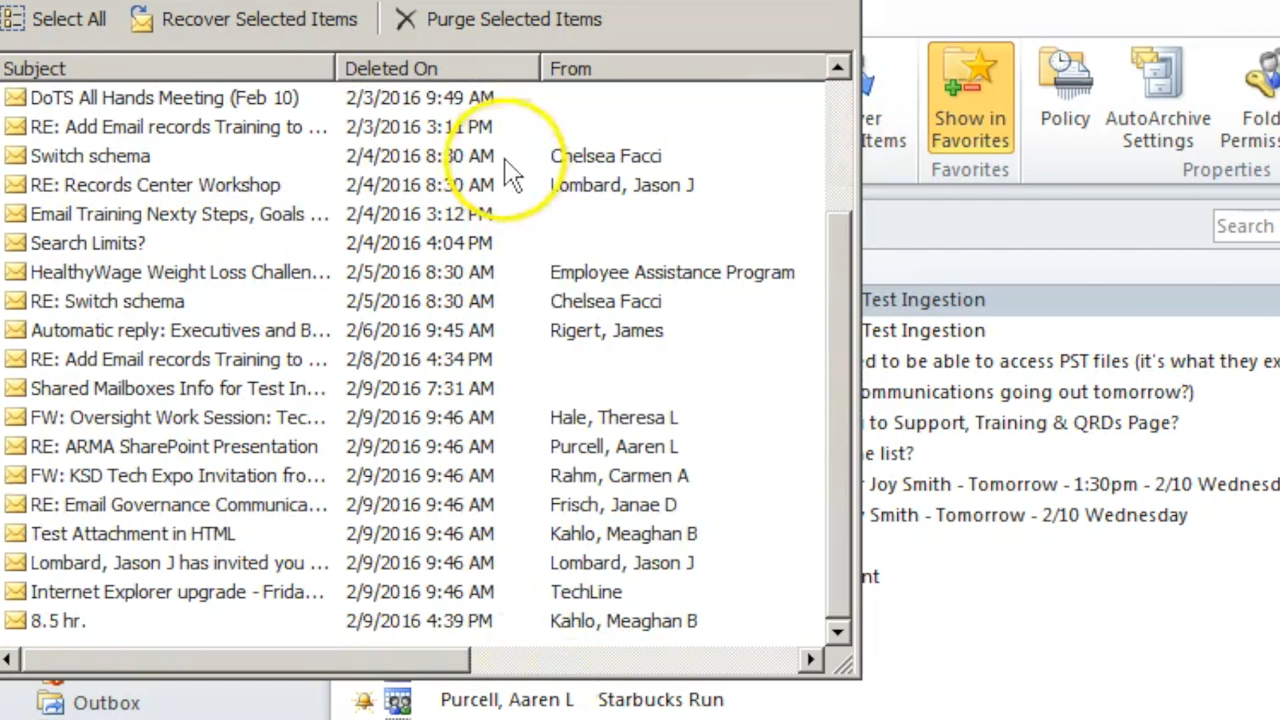 Select All Recover Selected Items Purge Selected Items
Subject Deleted On From
DoTS All Hands Meeting (Feb 10) 2/3/2016 9:49 AM
RE: Add Email records Training to ... 2/3/2016 3:11 PM
Switch schema 2/4/2016 8:30 AM Chelsea Facci
RE: Records Center Workshop 2/4/2016 8:30 AM Lombard, Jason J
Email Training Nexty Steps, Goals ... 2/4/2016 3:12 PM
Search Limits? 2/4/2016 4:04 PM
HealthyWage Weight Loss Challen... 2/5/2016 8:30 AM Employee Assistance Program
RE: Switch schema 2/5/2016 8:30 AM Chelsea Facci
Automatic reply: Executives and B... 2/6/2016 9:45 AM Rigert, James
RE: Add Email records Training to ... 2/8/2016 4:34 PM
Shared Mailboxes Info for Test In... 2/9/2016 7:31 AM
FW: Oversight Work Session: Tec... 2/9/2016 9:46 AM Hale, Theresa L
RE: ARMA SharePoint Presentation 2/9/2016 9:46 AM Purcell, Aaren L
FW: KSD Tech Expo Invitation fro... 2/9/2016 9:46 AM Rahm, Carmen A
RE: Email Governance Communica... 2/9/2016 9:46 AM Frisch, Janae D
Test Attachment in HTML 2/9/2016 9:46 AM Kahlo, Meaghan B
Lombard, Jason J has invited you ... 2/9/2016 9:46 AM Lombard, Jason J
Internet Explorer upgrade - Frida... 2/9/2016 9:46 AM TechLine
8.5 hr. 2/9/2016 4:39 PM Kahlo, Meaghan B
er Show in Policy AutoArchive Fold
Items Favorites Settings Permiss
Favorites Properties
Search
Test Ingestion
Test Ingestion
ed to be able to access PST files (it's what they ex
ommunications going out tomorrow?)
to Support, Training & QRDs Page?
e list?
Joy Smith - Tomorrow - 1:30pm - 2/10 Wednesd
Smith - Tomorrow - 2/10 Wednesday
nt
Outbox Purcell, Aaren L Starbucks Run